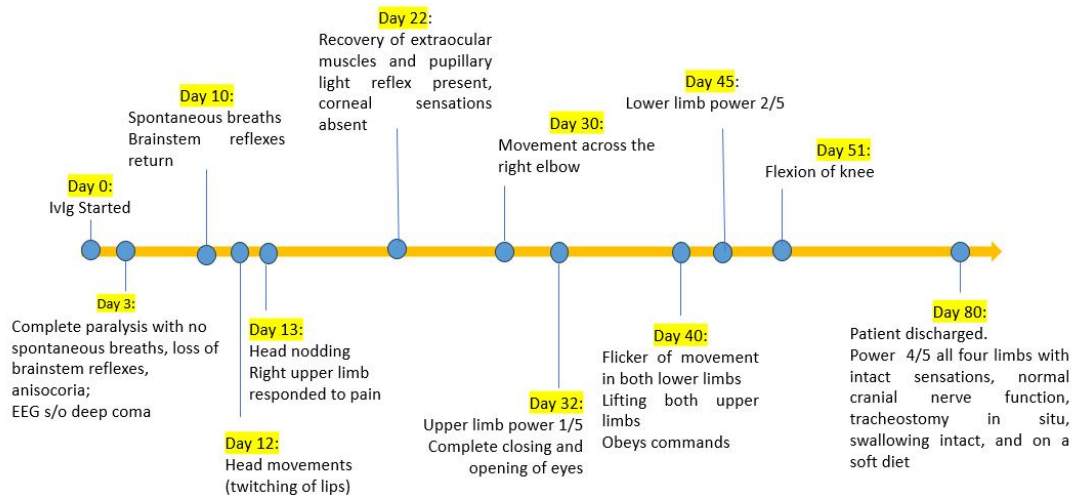 Day 0:
IvIg Started
Day 3:
Complete paralysis with no
spontaneous breaths, loss of
brainstem reflexes,
anisocoria;
EEG s/o deep coma
Day 10:
Spontaneous breaths
Brainstem reflexes
return
Day 12:
Head movements
(twitching of lips)
Day 13:
Head nodding
Right upper limb
responded to pain
Day 22:
Recovery of extraocular
muscles and pupillary
light reflex present,
corneal sensations
absent
Day 30:
Movement across the
right elbow
Day 32:
Upper limb power 1/5
Complete closing and
opening of eyes
Day 40:
Flicker of movement
in both lower limbs
Lifting both upper
limbs
Obeys commands
Day 45:
Lower limb power 2/5
Day 51:
Flexion of knee
Day 80:
Patient discharged.
Power 4/5 all four limbs with
intact sensations, normal
cranial nerve function,
tracheostomy in situ,
swallowing intact, and on a
soft diet